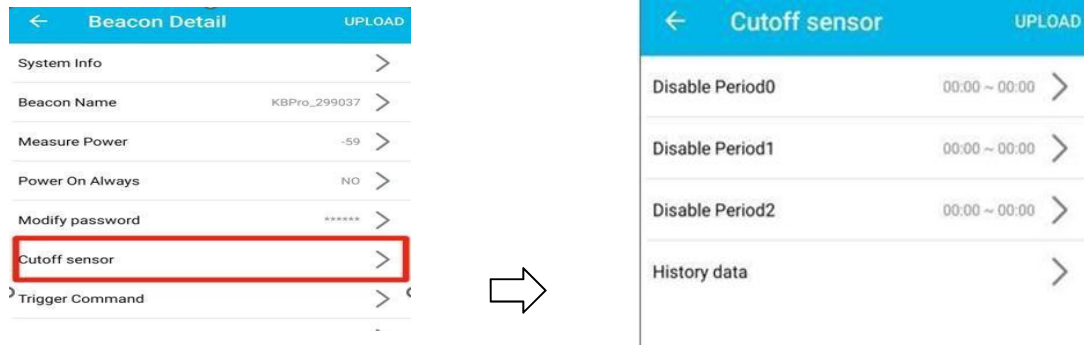 ← Beacon Detail UPLOAD
System Info
Beacon Name KBPro_299037
Measure Power -59
Power On Always NO
Modify password ******
Cutoff sensor
Trigger Command
← Cutoff sensor UPLOAD
Disable Period0 00:00 ~ 00:00
Disable Period1 00:00 ~ 00:00
Disable Period2 00:00 ~ 00:00
History data